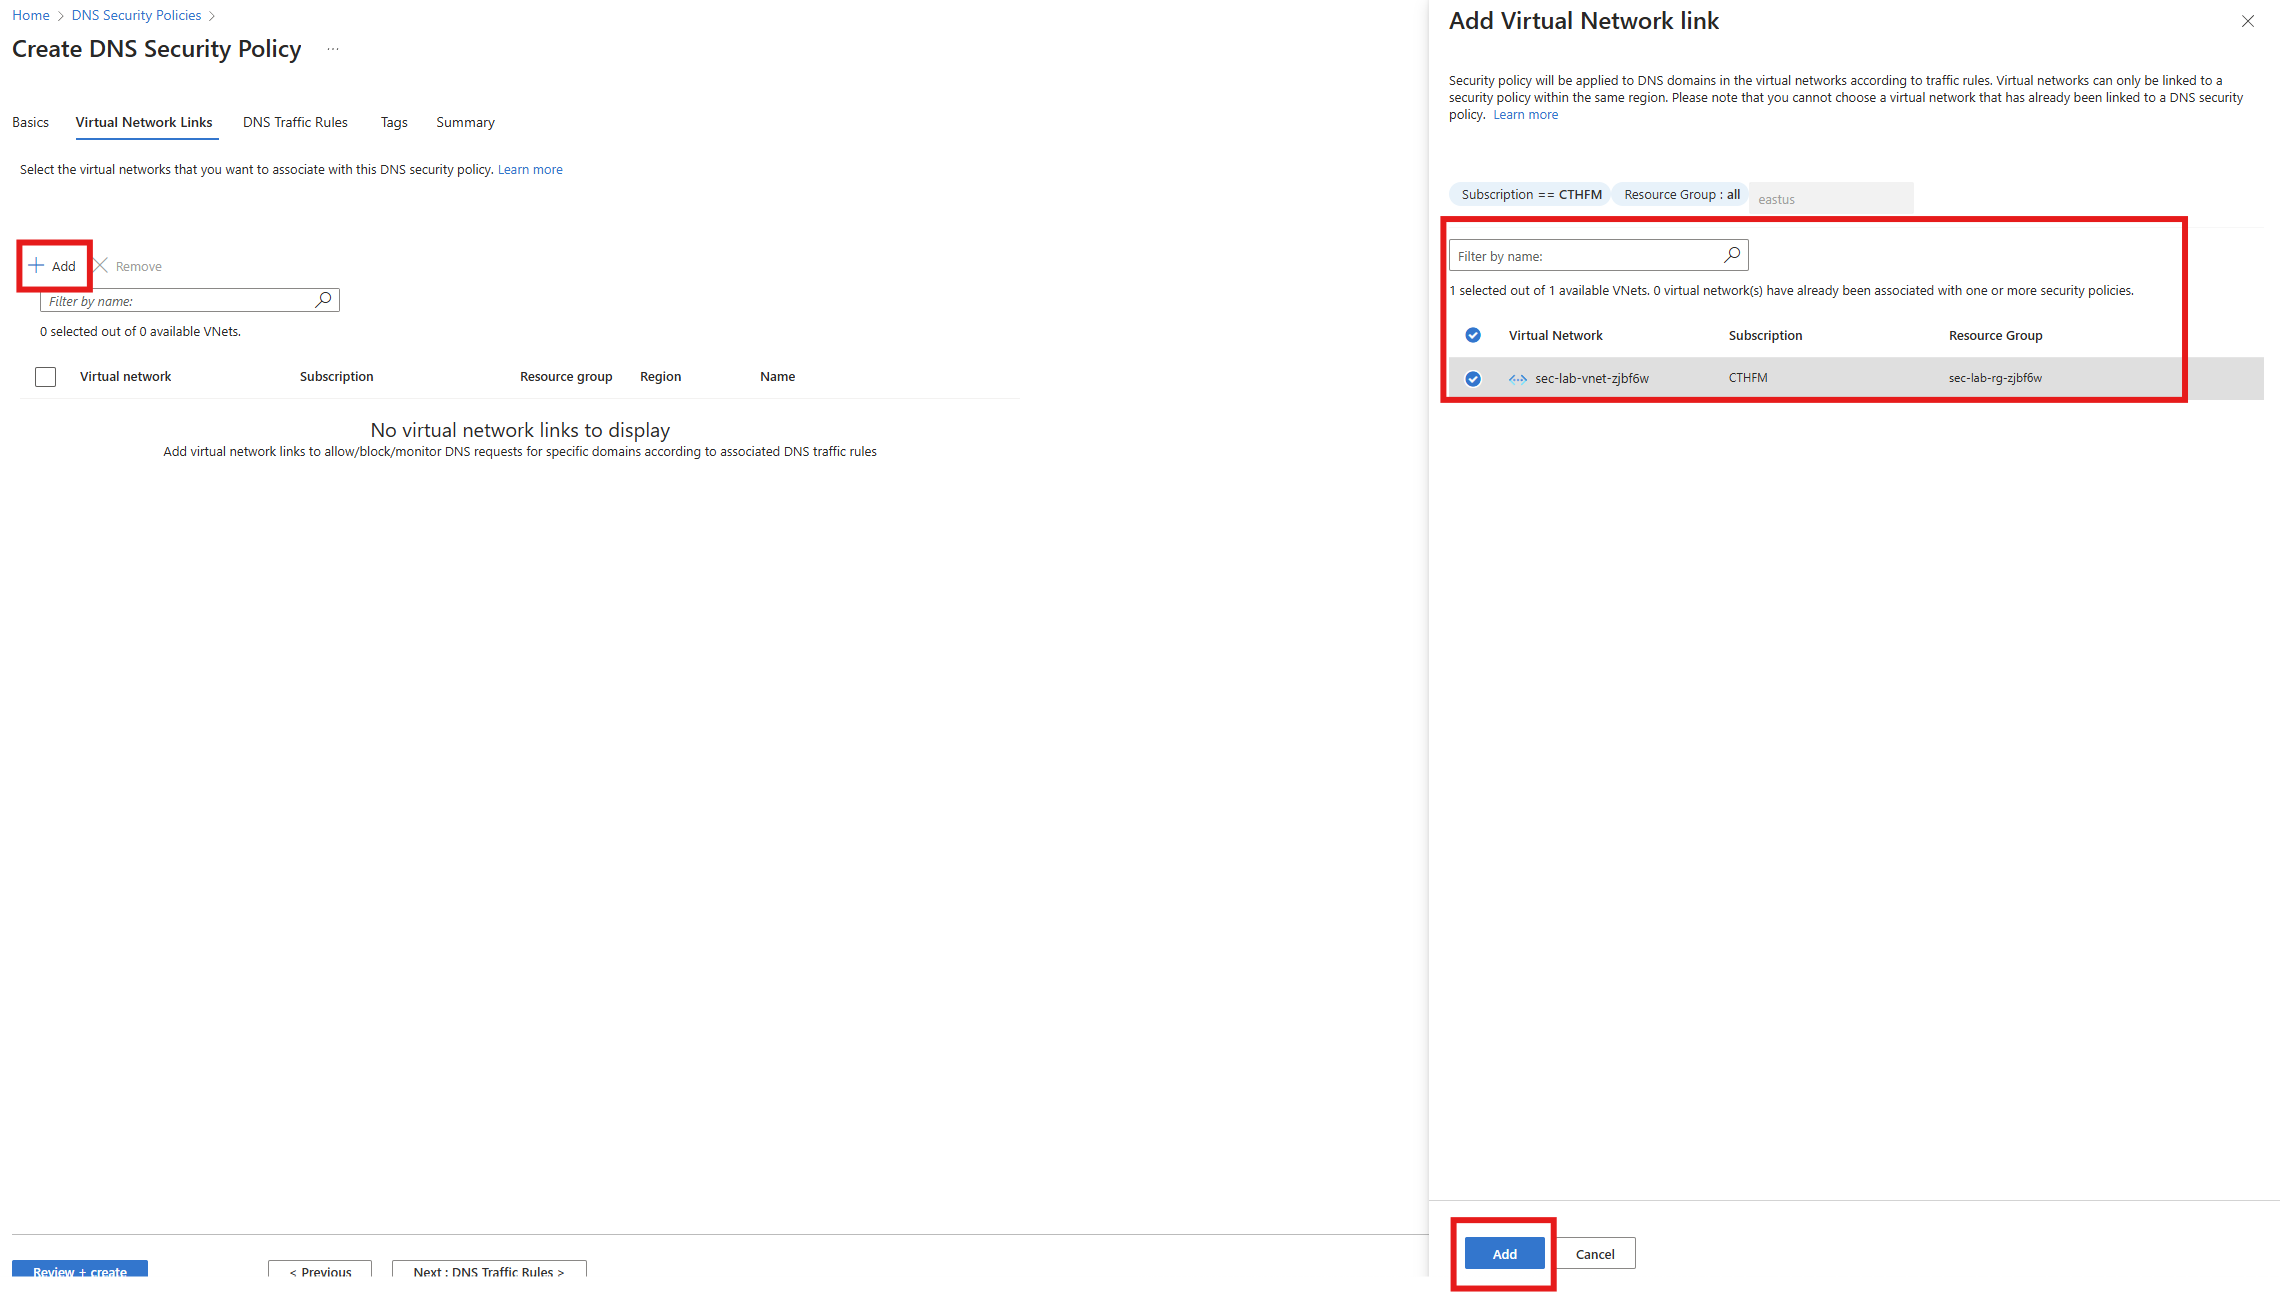 Home > DNS Security Policies >
Create DNS Security Policy ...
Basics Virtual Network Links DNS Traffic Rules Tags Summary
Select the virtual networks that you want to associate with this DNS security policy. Learn more
+ Add Remove
Filter by name:
0 selected out of 0 available VNets.
Virtual network Subscription Resource group Region Name
No virtual network links to display
Add virtual network links to allow/block/monitor DNS requests for specific domains according to associated DNS traffic rules
Review + create < Previous Next : DNS Traffic Rules >
Add Virtual Network link
Security policy will be applied to DNS domains in the virtual networks according to traffic rules. Virtual networks can only be linked to a
security policy within the same region. Please note that you cannot choose a virtual network that has already been linked to a DNS security
policy. Learn more
Subscription == CTHFM Resource Group : all eastus
Filter by name:
1 selected out of 1 available VNets. 0 virtual network(s) have already been associated with one or more security policies.
Virtual Network Subscription Resource Group
sec-lab-vnet-zjbf6w CTHFM sec-lab-rg-zjbf6w
Add Cancel